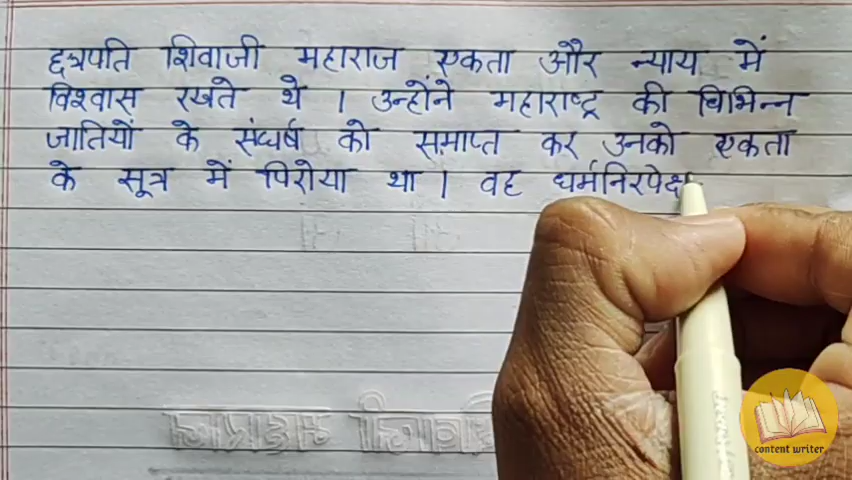 छत्रपति शिवाजी महाराज एकता और न्याय में
विश्वास रखते थे । उन्होंने महाराष्ट्र की विभिन्न
जातियों के संघर्ष को समाप्त कर उनको एकता
के सूत्र में पिरोया था । वह धर्मनिरपेक्ष
content writer